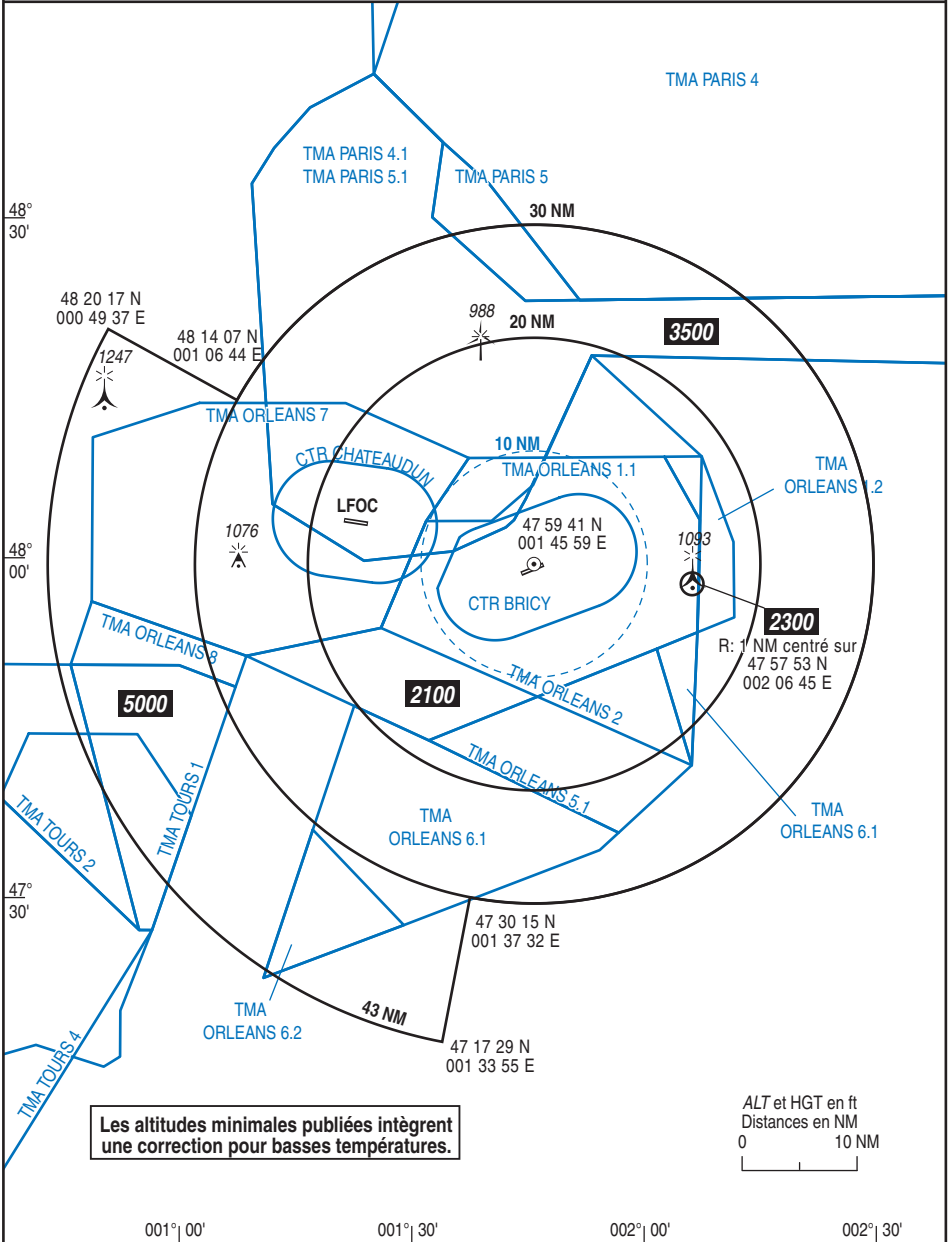 TMA PARIS 4
TMA PARIS 4.1
TMA PARIS 5.1
TMA PARIS 5
48°
30'
30 NM
48 20 17 N
000 49 37 E
48 14 07 N
001 06 44 E
988
20 NM
3500
1247
TMA ORLEANS 7
CTR CHATEAUDUN
10 NM
TMA ORLEANS 1.1
TMA
ORLEANS 1.2
LFOC
47 59 41 N
001 45 59 E
1076
1093
48°
00'
CTR BRICY
2300
R: 1 NM centré sur
47 57 53 N
002 06 45 E
TMA ORLEANS 8
5000
2100
TMA ORLEANS 2
TMA ORLEANS 5.1
TMA TOURS 1
TMA TOURS 2
TMA
ORLEANS 6.1
TMA
ORLEANS 6.1
47°
30'
47 30 15 N
001 37 32 E
TMA
ORLEANS 6.2
43 NM
47 17 29 N
001 33 55 E
TMA TOURS 4
Les altitudes minimales publiées intègrent
une correction pour basses températures.
ALT et HGT en ft
Distances en NM
0 10 NM
001° 00' 001° 30' 002° 00' 002° 30'